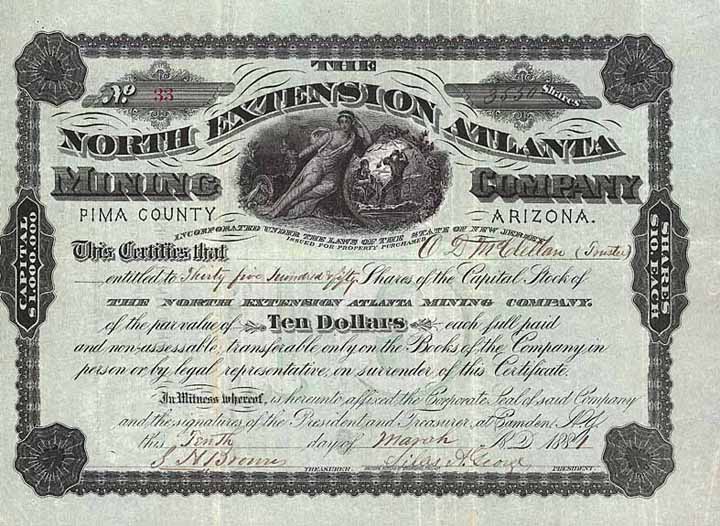 THE
No 33
3550 Shares
NORTH EXTENSION ATLANTA
MINING COMPANY
PIMA COUNTY ARIZONA.
INCORPORATED UNDER THE LAWS OF THE STATE OF NEW JERSEY
ISSUED FOR PROPERTY PURCHASED
CAPITAL $1,000,000
SHARES $10 EACH
This Certifies that O D McClellan (Trustee)
entitled to Thirty five hundred & fifty Shares of the Capital Stock of
THE NORTH EXTENSION ATLANTA MINING COMPANY,
of the par value of Ten Dollars each full paid
and non-assessable, transferable only on the Books of the Company, in
person or by legal representative, on surrender of this Certificate.
In Witness whereof, is hereunto affixed the Corporate Seal of said Company
and the signatures of the President and Treasurer, at Camden, N.J.
this Tenth day of March A.D. 1884
S H Brown TREASURER. Silas A. George PRESIDENT.